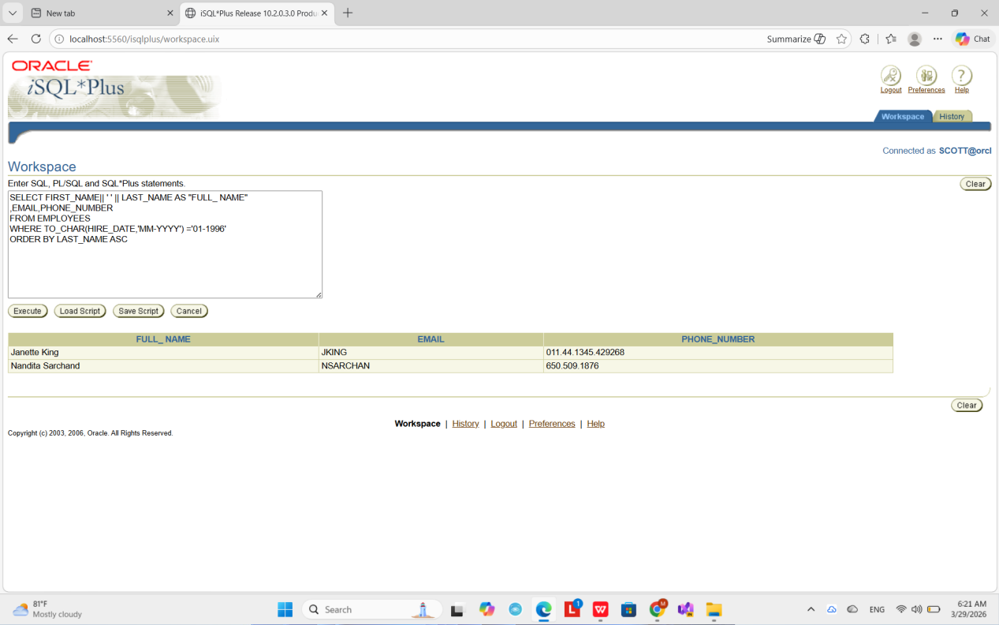 New tab
iSQL*Plus Release 10.2.0.3.0 Produ
localhost:5560/isqlplus/workspace.uix
Summarize
Chat
ORACLE
iSQL*Plus
Logout
Preferences
Help
Workspace
History
Connected as SCOTT@orcl
Workspace
Enter SQL, PL/SQL and SQL*Plus statements.
Clear
SELECT FIRST_NAME|| ' ' || LAST_NAME AS "FULL_ NAME"
,EMAIL,PHONE_NUMBER
FROM EMPLOYEES
WHERE TO_CHAR(HIRE_DATE,'MM-YYYY') ='01-1996'
ORDER BY LAST_NAME ASC
Execute
Load Script
Save Script
Cancel
FULL_ NAME EMAIL PHONE_NUMBER
Janette King JKING 011.44.1345.429268
Nandita Sarchand NSARCHAN 650.509.1876
Clear
Workspace | History | Logout | Preferences | Help
Copyright (c) 2003, 2006, Oracle. All Rights Reserved.
81°F
Mostly cloudy
Search
L
1
W
M
ENG
6:21 AM
3/29/2026